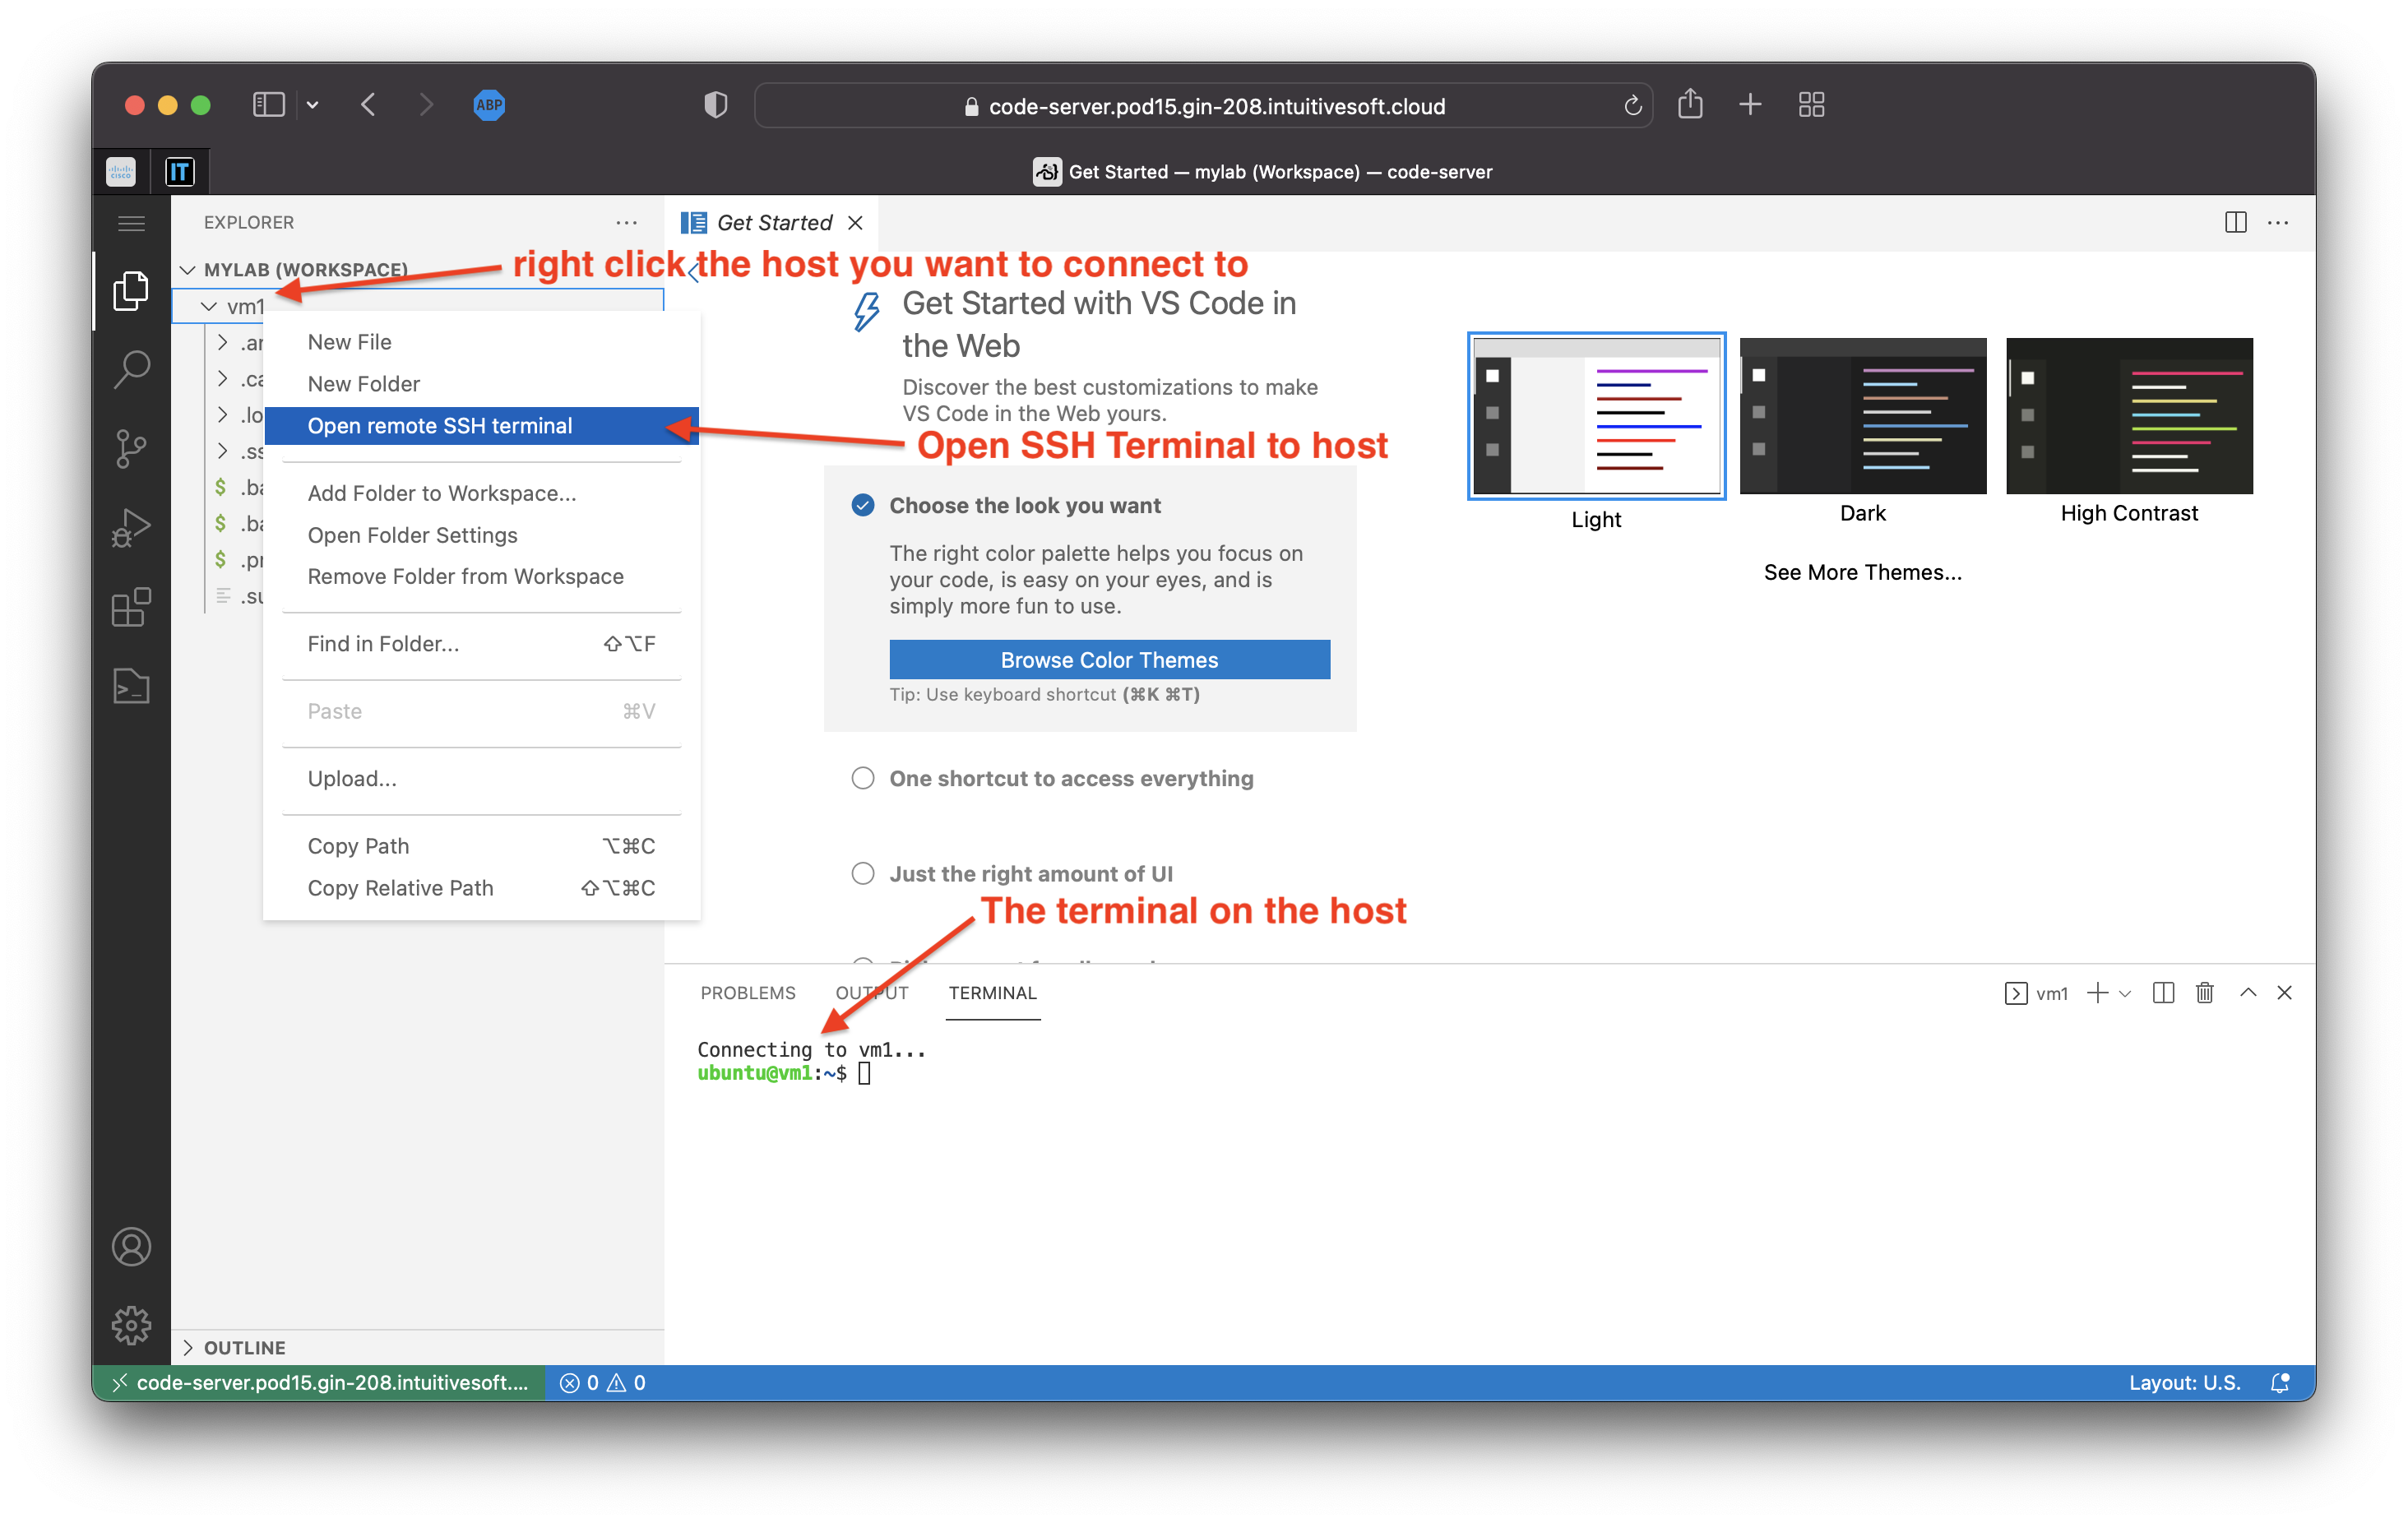 ABP
code-server.pod15.gin-208.intuitivesoft.cloud
CISCO
IT
Get Started — mylab (Workspace) — code-server
EXPLORER
Get Started
MYLAB (WORKSPACE)
right click the host you want to connect to
vm1
Get Started with VS Code in
the Web
Discover the best customizations to make
VS Code in the Web yours.
New File
New Folder
Open remote SSH terminal
Open SSH Terminal to host
Add Folder to Workspace...
Open Folder Settings
Remove Folder from Workspace
Find in Folder... ⇧⌥F
Paste ⌘V
Upload...
Copy Path ⌥⌘C
Copy Relative Path ⇧⌥⌘C
Choose the look you want
The right color palette helps you focus on
your code, is easy on your eyes, and is
simply more fun to use.
Browse Color Themes
Tip: Use keyboard shortcut (⌘K ⌘T)
One shortcut to access everything
Just the right amount of UI
The terminal on the host
Light
Dark
High Contrast
See More Themes...
PROBLEMS
OUTPUT
TERMINAL
vm1
Connecting to vm1...
ubuntu@vm1:~$
OUTLINE
code-server.pod15.gin-208.intuitivesoft....
0 0
Layout: U.S.